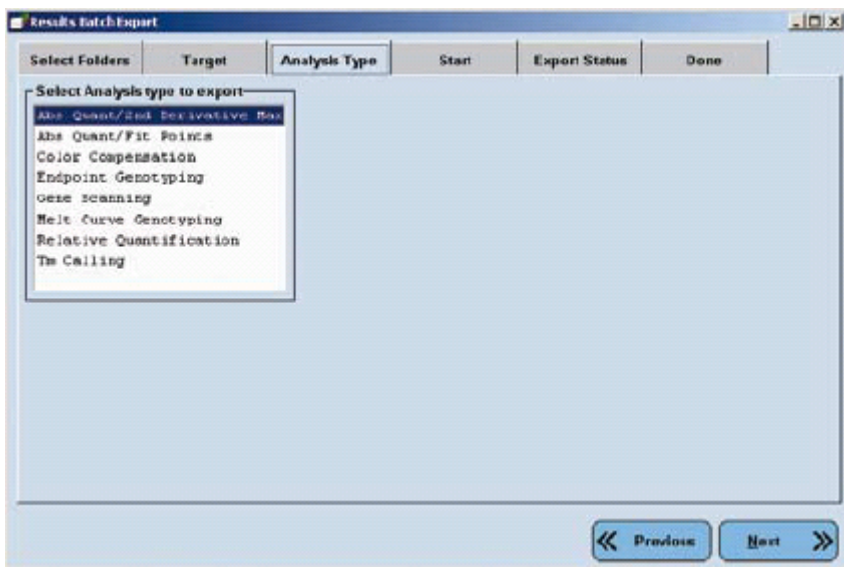 Results Batch Export
Select Folders Target Analysis Type Start Export Status Done
Select Analysis type to export
Abs Quant/2nd Derivative Max
Abs Quant/Fit Points
Color Compensation
Endpoint Genotyping
Gene Scanning
Melt Curve Genotyping
Relative Quantification
Tm Calling
Previous Next